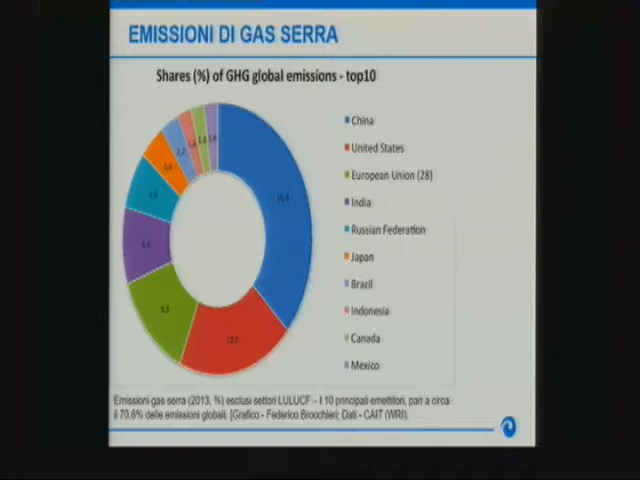 EMISSIONI DI GAS SERRA
Shares (%) of GHG global emissions - top10
China
United States
European Union (28)
India
Russian Federation
Japan
Brazil
Indonesia
Canada
Mexico
Emissioni gas serra (2013, %) esclusi settori LULUCF – I 10 principali emettitori, pari a circa
il 70.6% delle emissioni globali. [Grafico - Federico Brocchieri; Dati - CAIT (WRI).